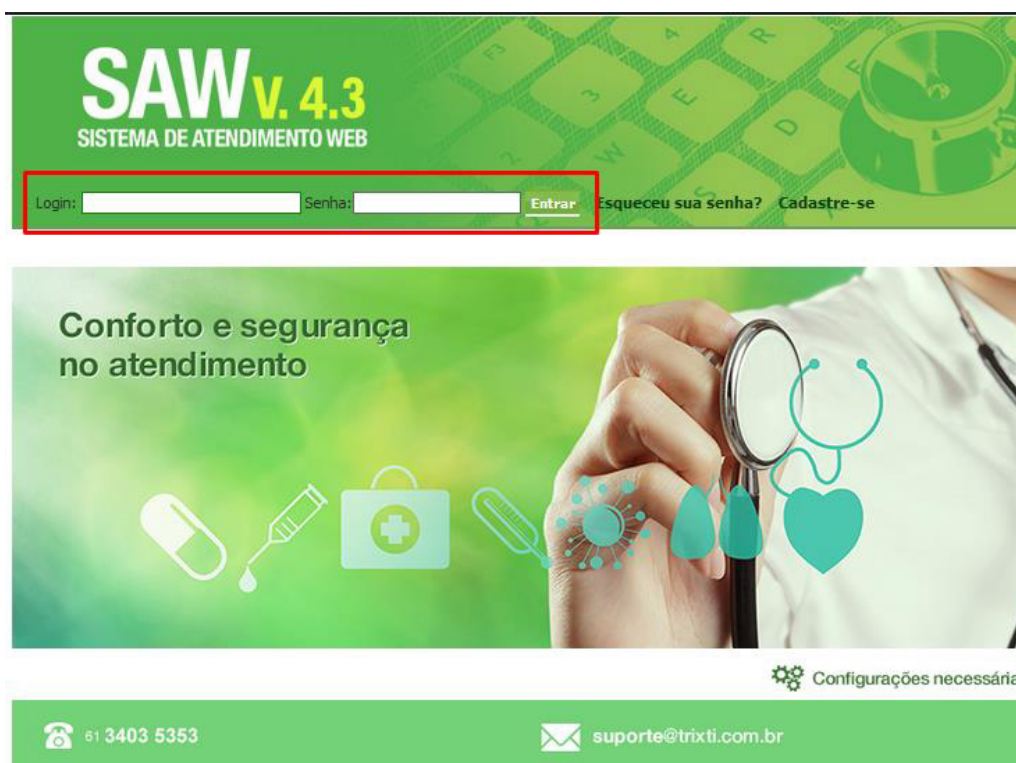 SAW V. 4.3
SISTEMA DE ATENDIMENTO WEB
Login: Senha: Entrar Esqueceu sua senha? Cadastre-se
Conforto e segurança
no atendimento
Configurações necessária
61 3403 5353 suporte@trixti.com.br